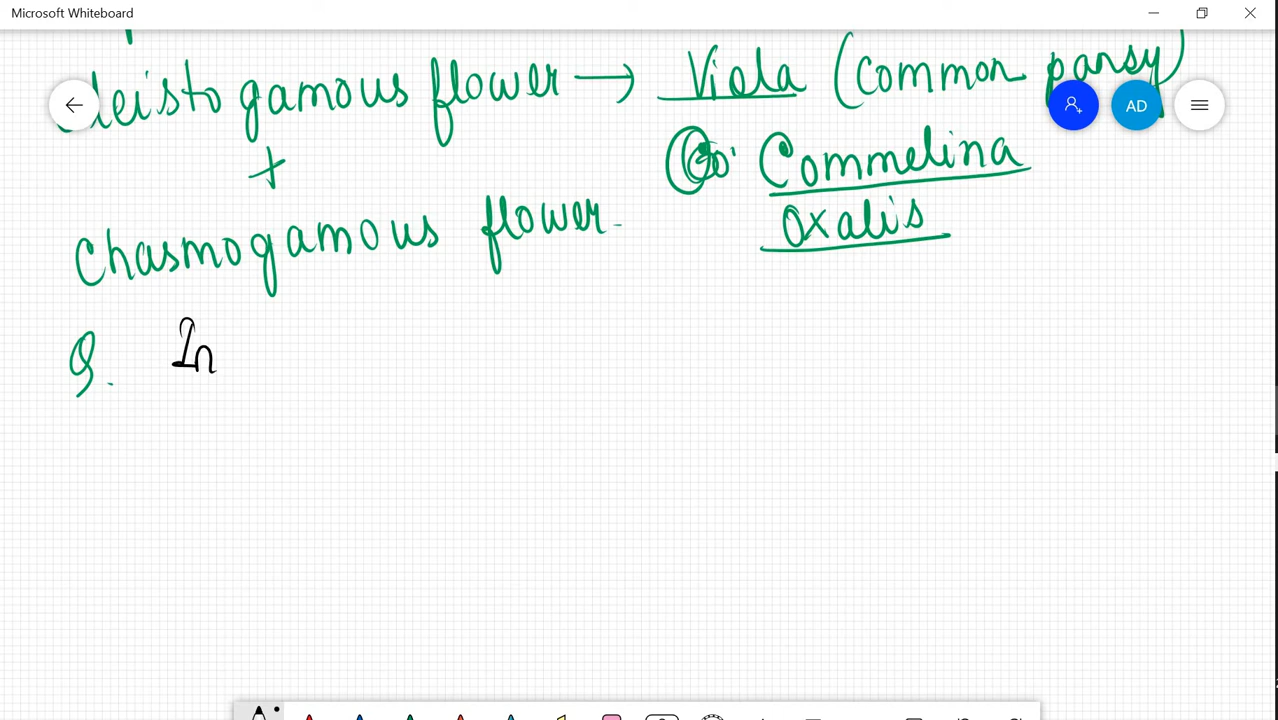 Microsoft Whiteboard
leistogamous flower → Viola (Common pansy)
AD
+
Commelina
Chasmogamous flower.
Oxalis
Q. In